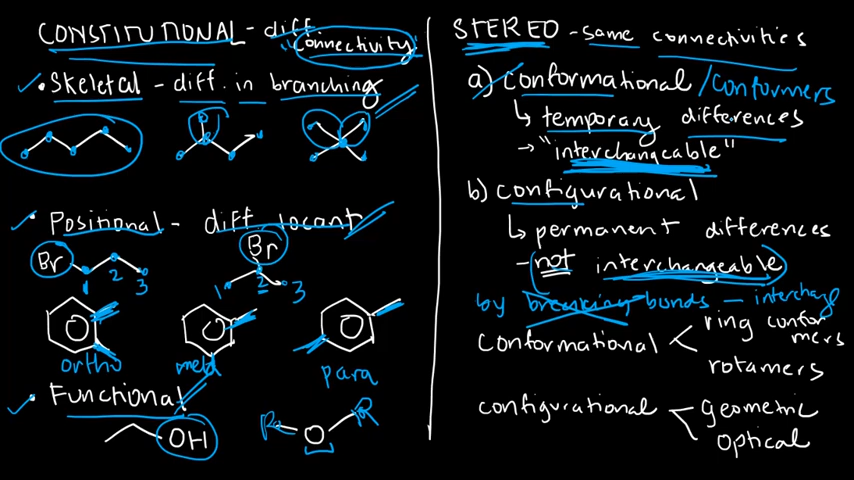 CONSTITUTIONAL - diff
"connectivity"
• Skeletal - diff. in branching
• Positional - diff. locant
Br
1 2 3
Br
1 2 3
ortho
meta
para
• Functional
OH
R O R
STEREO - same connectivities
a) conformational / conformers
↳ temporary differences
→ "interchangeable"
b) configurational
↳ permanent differences
- not interchangeable
by breaking bonds - interchange
conformational < ring conformers
rotamers
configurational < geometric
optical